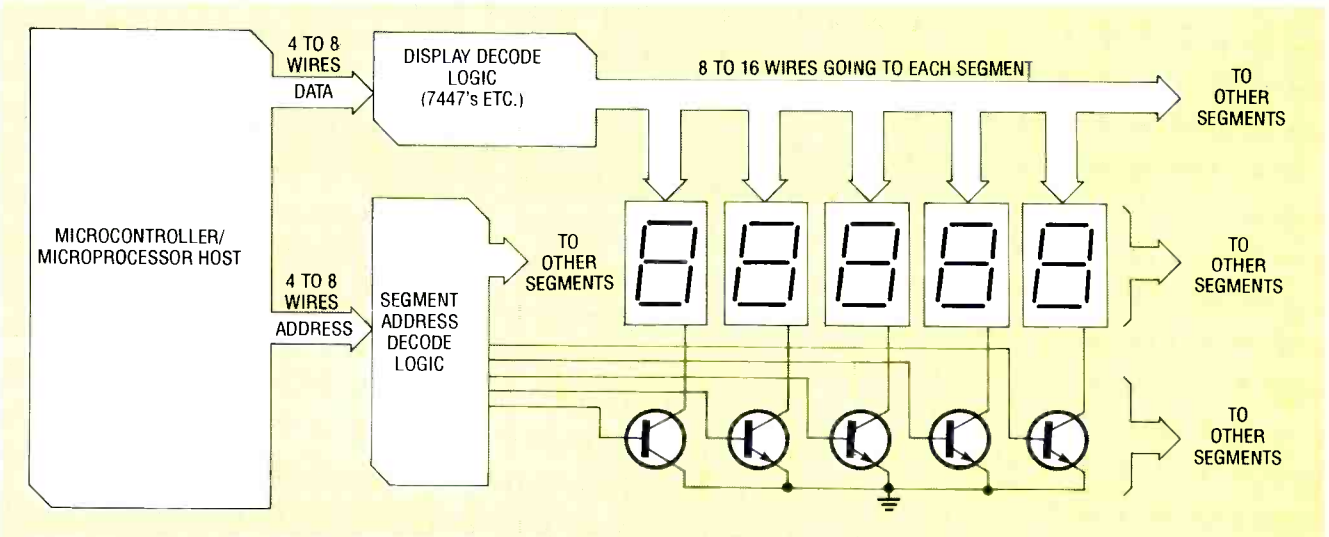 4 TO 8
WIRES
DATA
DISPLAY DECODE
LOGIC
(7447's ETC.)
8 TO 16 WIRES GOING TO EACH SEGMENT
TO
OTHER
SEGMENTS
MICROCONTROLLER/
MICROPROCESSOR HOST
4 TO 8
WIRES
ADDRESS
SEGMENT
ADDRESS
DECODE
LOGIC
TO
OTHER
SEGMENTS
TO
OTHER
SEGMENTS
TO
OTHER
SEGMENTS